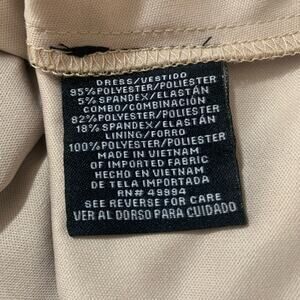 DRESS/VESTIDO
95% POLYESTER/POLIESTER
5% SPANDEX/ELASTÁN
COMBO/COMBINACIÓN
82% POLYESTER/POLIESTER
18% SPANDEX/ELASTÁN
LINING/FORRO
100% POLYESTER/POLIESTER
MADE IN VIETNAM
OF IMPORTED FABRIC
HECHO EN VIETNAM
DE TELA IMPORTADA
RN# 49994
SEE REVERSE FOR CARE
VER AL DORSO PARA CUIDADO